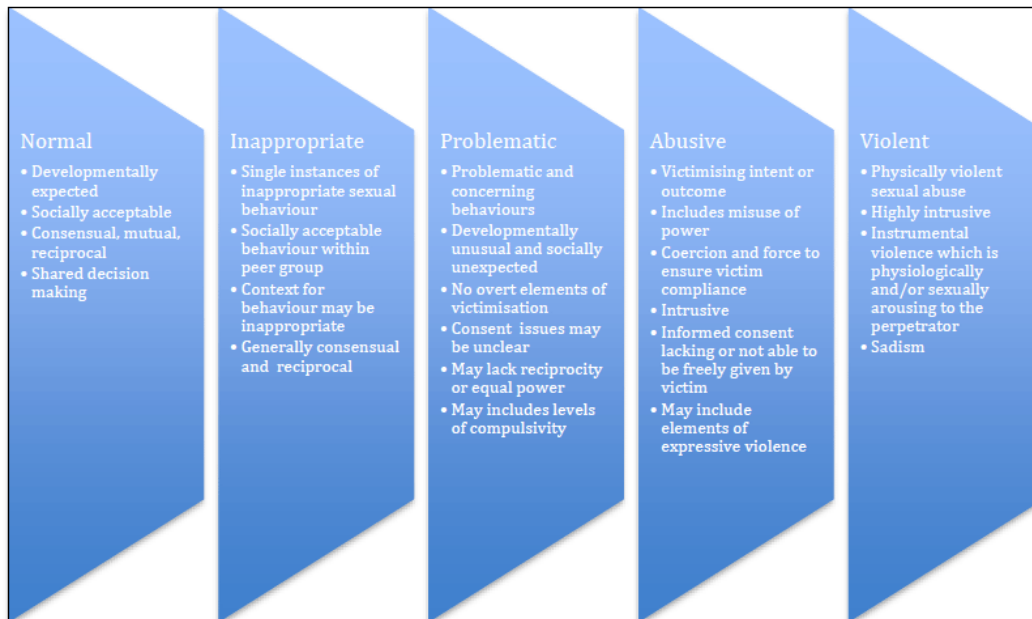 Normal
• Developmentally
expected
• Socially acceptable
• Consensual, mutual,
reciprocal
• Shared decision
making
Inappropriate
• Single instances of
inappropriate sexual
behaviour
• Socially acceptable
behaviour within
peer group
• Context for
behaviour may be
inappropriate
• Generally consensual
and reciprocal
Problematic
• Problematic and
concerning
behaviours
• Developmentally
unusual and socially
unexpected
• No overt elements of
victimisation
• Consent issues may
be unclear
• May lack reciprocity
or equal power
• May includes levels
of compulsivity
Abusive
• Victimising intent or
outcome
• Includes misuse of
power
• Coercion and force to
ensure victim
compliance
• Intrusive
• Informed consent
lacking or not able to
be freely given by
victim
• May include
elements of
expressive violence
Violent
• Physically violent
sexual abuse
• Highly intrusive
• Instrumental
violence which is
physiologically
and/or sexually
arousing to the
perpetrator
• Sadism